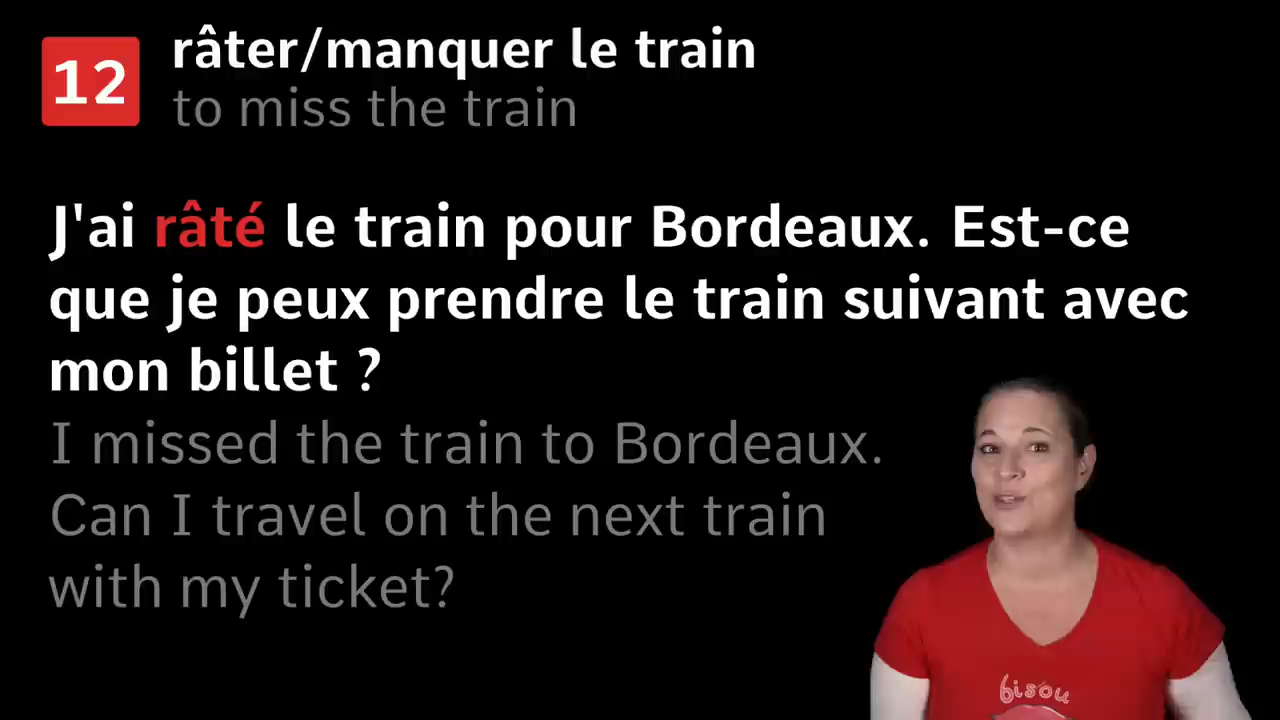 12
râter/manquer le train
to miss the train
J'ai râté le train pour Bordeaux. Est-ce
que je peux prendre le train suivant avec
mon billet ?
I missed the train to Bordeaux.
Can I travel on the next train
with my ticket?
bisou